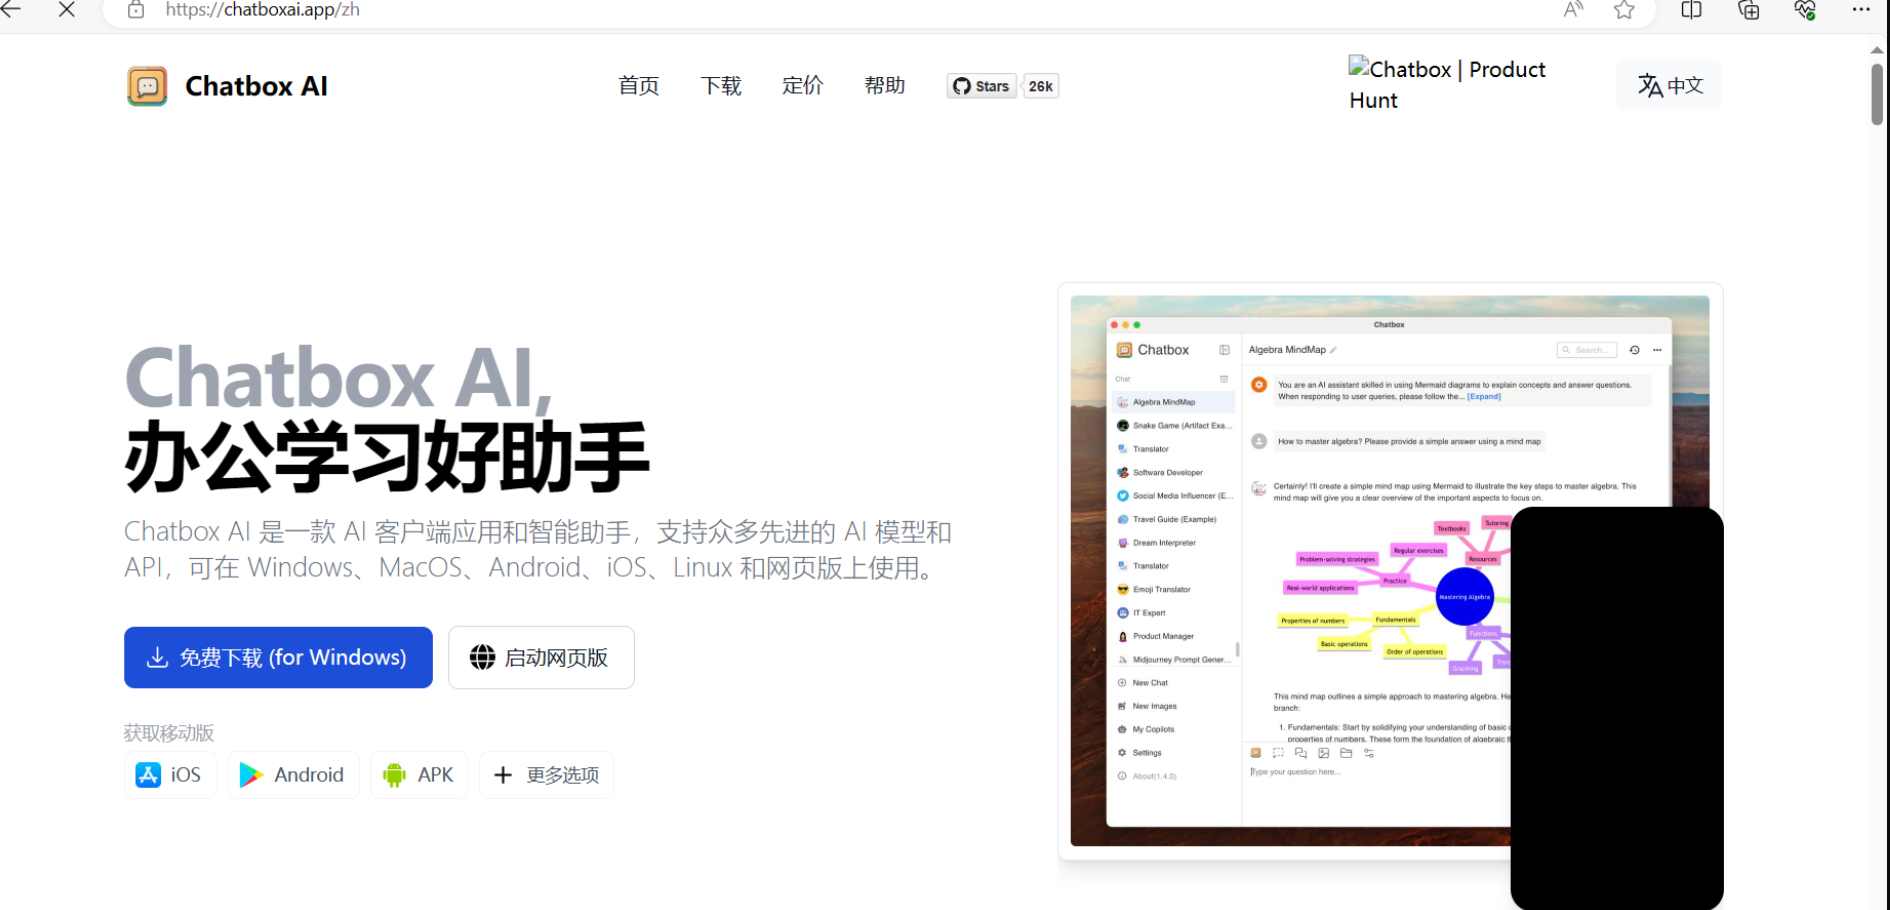 https://chatboxai.app/zh
Chatbox AI
首页
下载
定价
帮助
Stars
26k
Chatbox | Product
Hunt
中文
Chatbox AI,
办公学习好助手
Chatbox AI 是一款 AI 客户端应用和智能助手，支持众多先进的 AI 模型和
API，可在 Windows、MacOS、Android、iOS、Linux 和网页版上使用。
免费下载 (for Windows)
启动网页版
获取移动版
iOS
Android
APK
更多选项
Chatbox
Chatbox
Chat
Algebra MindMap
Snake Game (Artifact Exa...
Translator
Software Developer
Social Media Influencer (E...
Travel Guide (Example)
Dream Interpreter
Translator
Emoji Translator
IT Expert
Product Manager
Midjourney Prompt Gener...
New Chat
New Images
My Copilots
Settings
About(1.4.0)
Algebra MindMap
Search...
You are an AI assistant skilled in using Mermaid diagrams to explain concepts and answer questions.
When responding to user queries, please follow the... [Expand]
How to master algebra? Please provide a simple answer using a mind map
Certainly! I'll create a simple mind map using Mermaid to illustrate the key steps to master algebra. This
mind map will give you a clear overview of the important aspects to focus on.
Textbooks
Tutoring
Regular exercises
Problem-solving strategies
Resources
Practice
Real-world applications
Mastering Algebra
Properties of numbers
Fundamentals
Functions
Basic operations
Order of operations
Graphing
This mind map outlines a simple approach to mastering algebra.
branch:
1. Fundamentals: Start by solidifying your understanding of basic
properties of numbers. These form the foundation of algebraic
Type your question here...